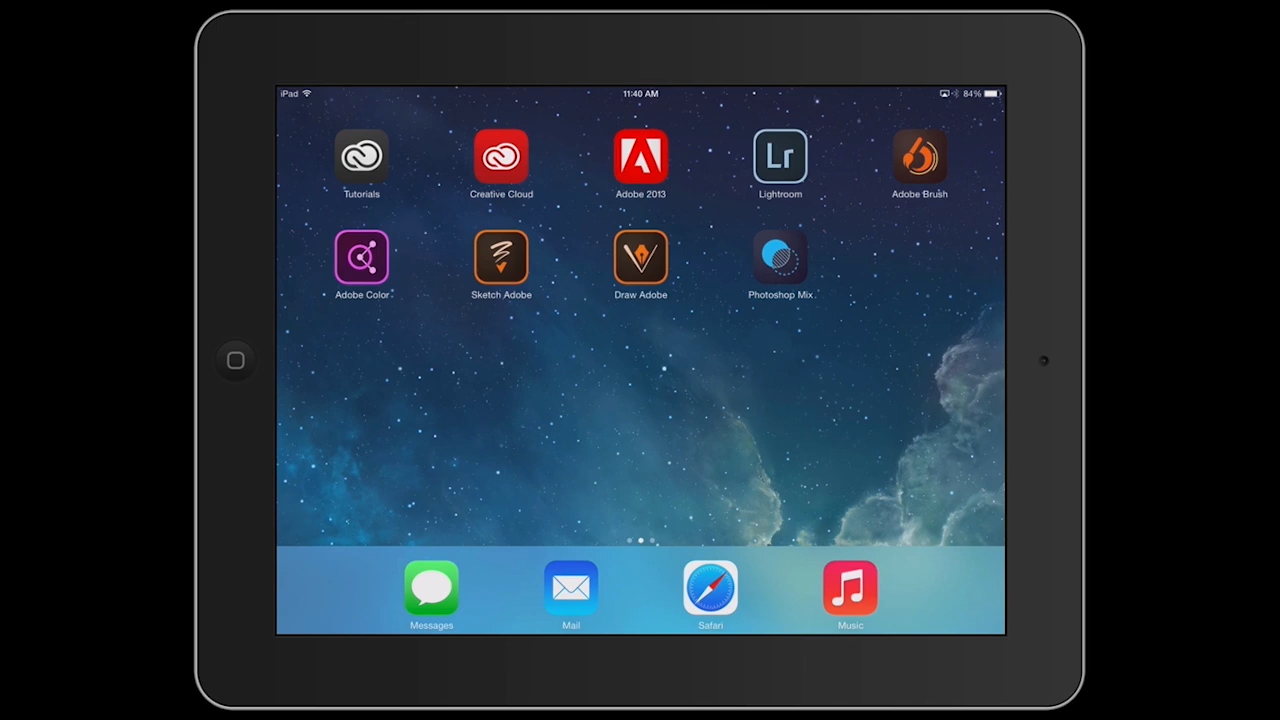 iPad 11:40 AM 84%
Tutorials Creative Cloud Adobe 2013 Lightroom Adobe Brush
Lr
Adobe Color Sketch Adobe Draw Adobe Photoshop Mix
Messages Mail Safari Music